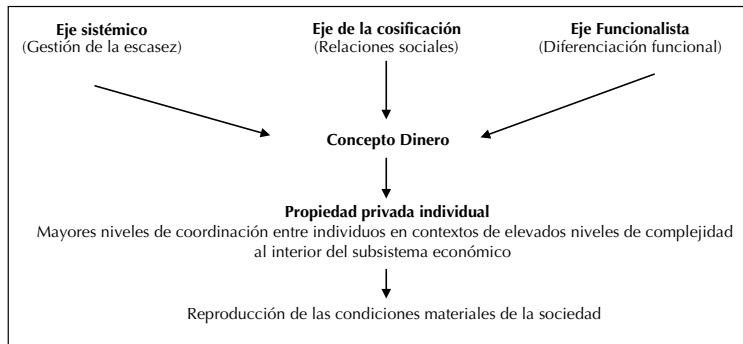 Eje sistémico
(Gestión de la escasez)
Eje de la cosificación
(Relaciones sociales)
Eje Funcionalista
(Diferenciación funcional)
Concepto Dinero
Propiedad privada individual
Mayores niveles de coordinación entre individuos en contextos de elevados niveles de complejidad
al interior del subsistema económico
Reproducción de las condiciones materiales de la sociedad